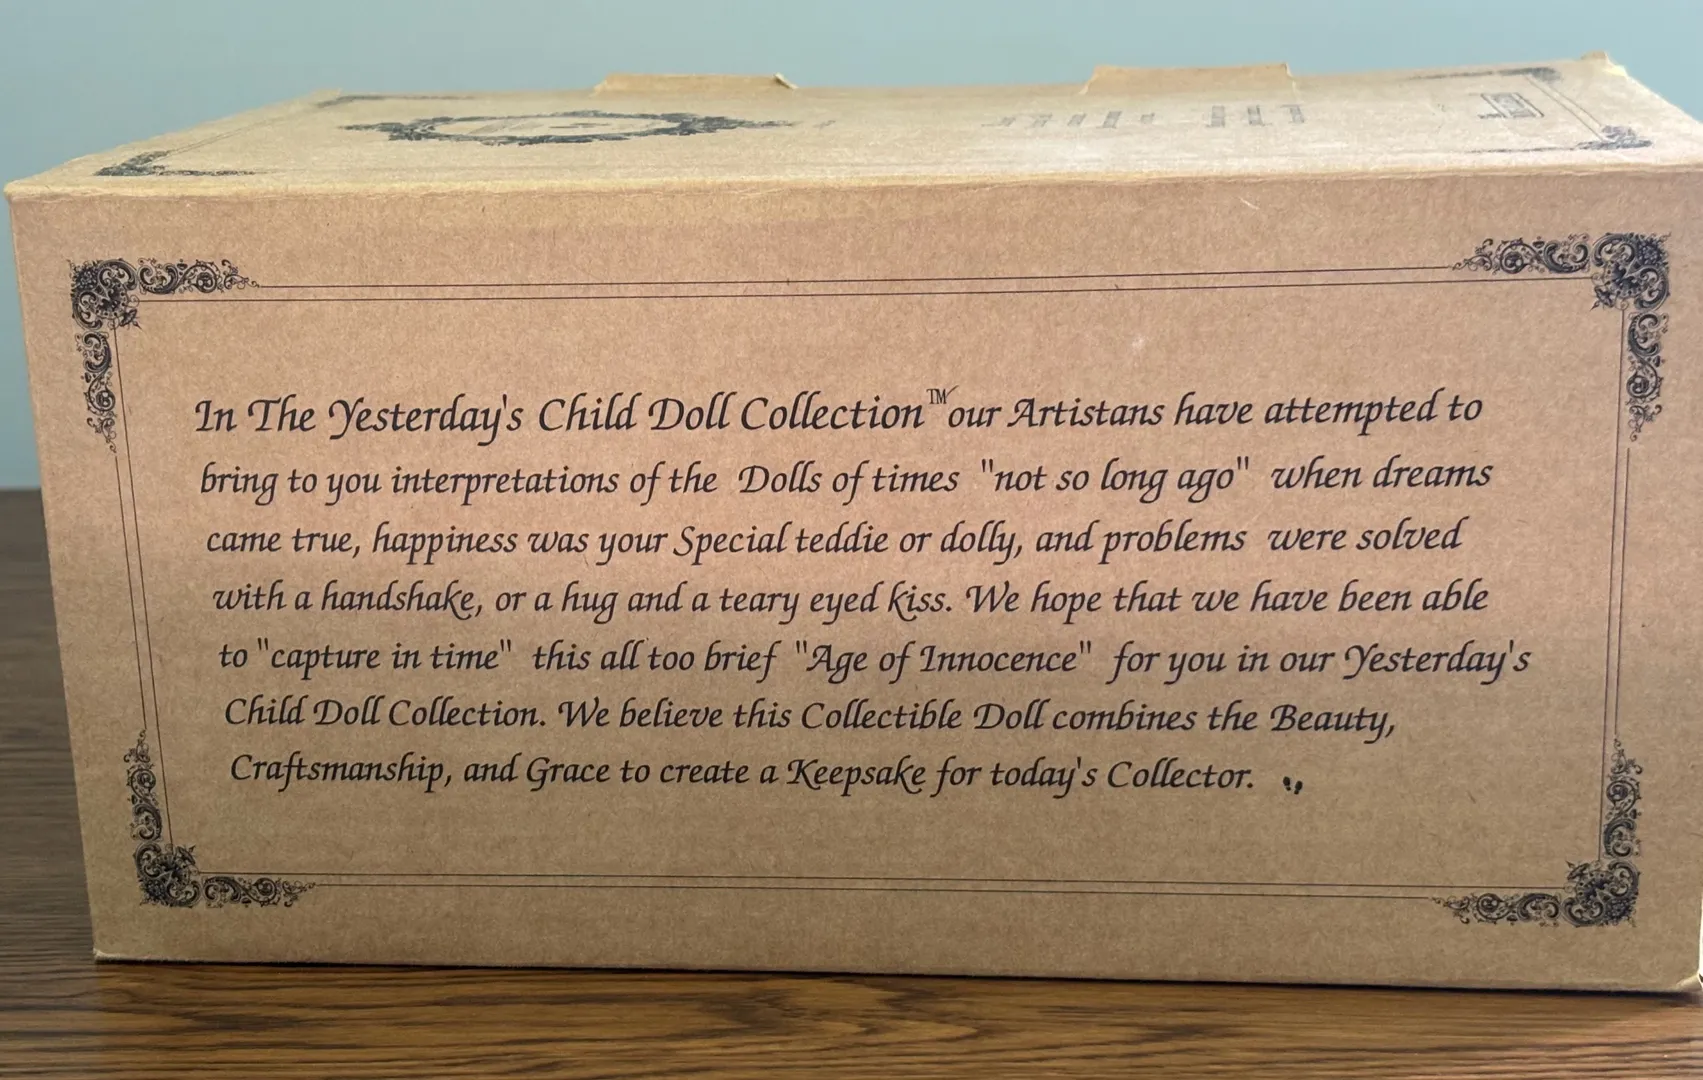 In The Yesterday's Child Doll Collection™ our Artistans have attempted to
bring to you interpretations of the Dolls of times "not so long ago" when dreams
came true, happiness was your Special teddie or dolly, and problems were solved
with a handshake, or a hug and a teary eyed kiss. We hope that we have been able
to "capture in time" this all too brief "Age of Innocence" for you in our Yesterday's
Child Doll Collection. We believe this Collectible Doll combines the Beauty,
Craftsmanship, and Grace to create a Keepsake for today's Collector.